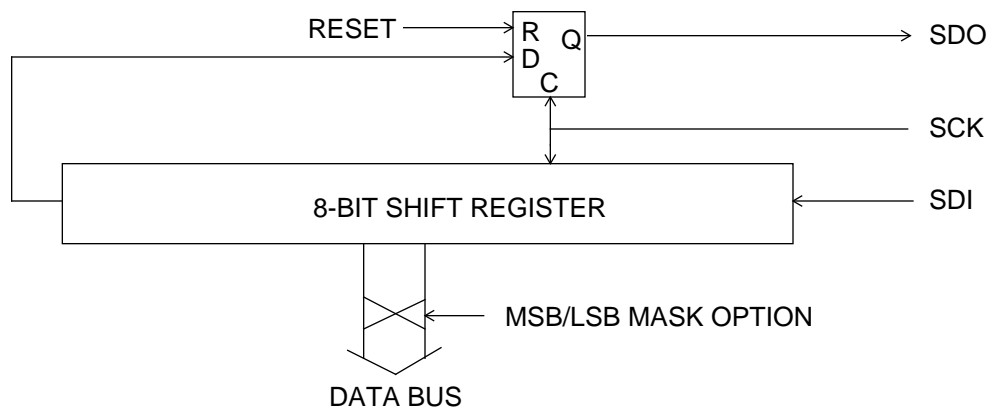 RESET
R
Q
SDO
D
C
SCK
8-BIT SHIFT REGISTER
SDI
MSB/LSB MASK OPTION
DATA BUS